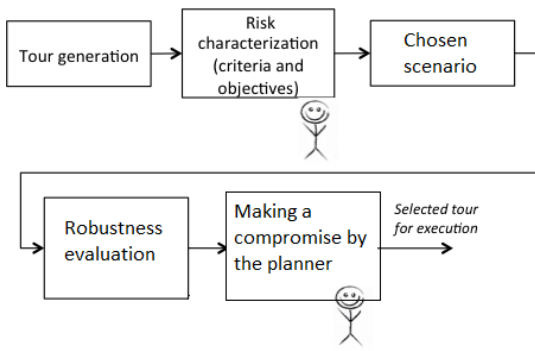 Tour generation
Risk
characterization
(criteria and
objectives)
Chosen
scenario
Robustness
evaluation
Making a
compromise by
the planner
Selected tour
for execution